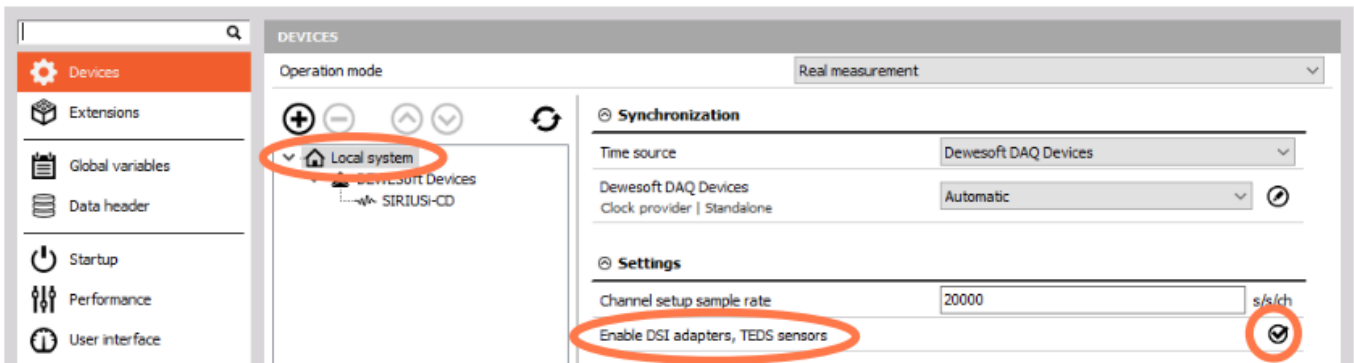 DEVICES
Devices
Operation mode
Real measurement
Extensions
Synchronization
Local system
Time source
Dewesoft DAQ Devices
Global variables
DEWESoft Devices
Dewesoft DAQ Devices
Automatic
SIRIUSi-CD
Clock provider | Standalone
Data header
Startup
Settings
Performance
Channel setup sample rate
20000
s/s/ch
User interface
Enable DSI adapters, TEDS sensors